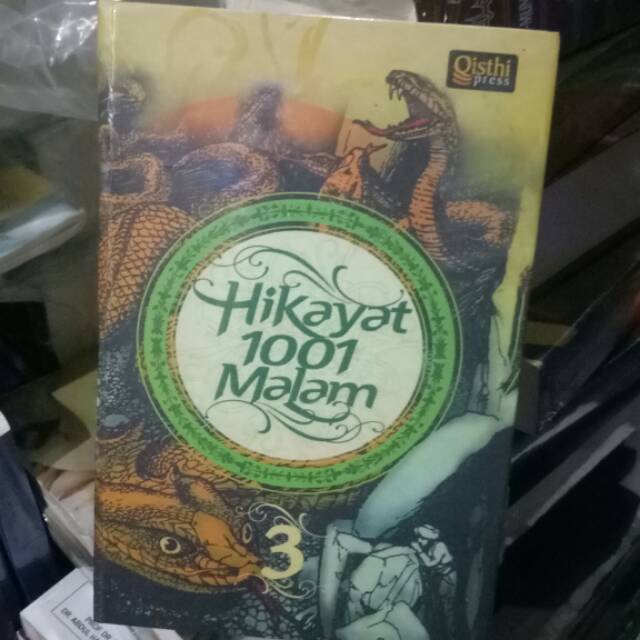 Qisthi
press
Hikayat
1001
Malam
3